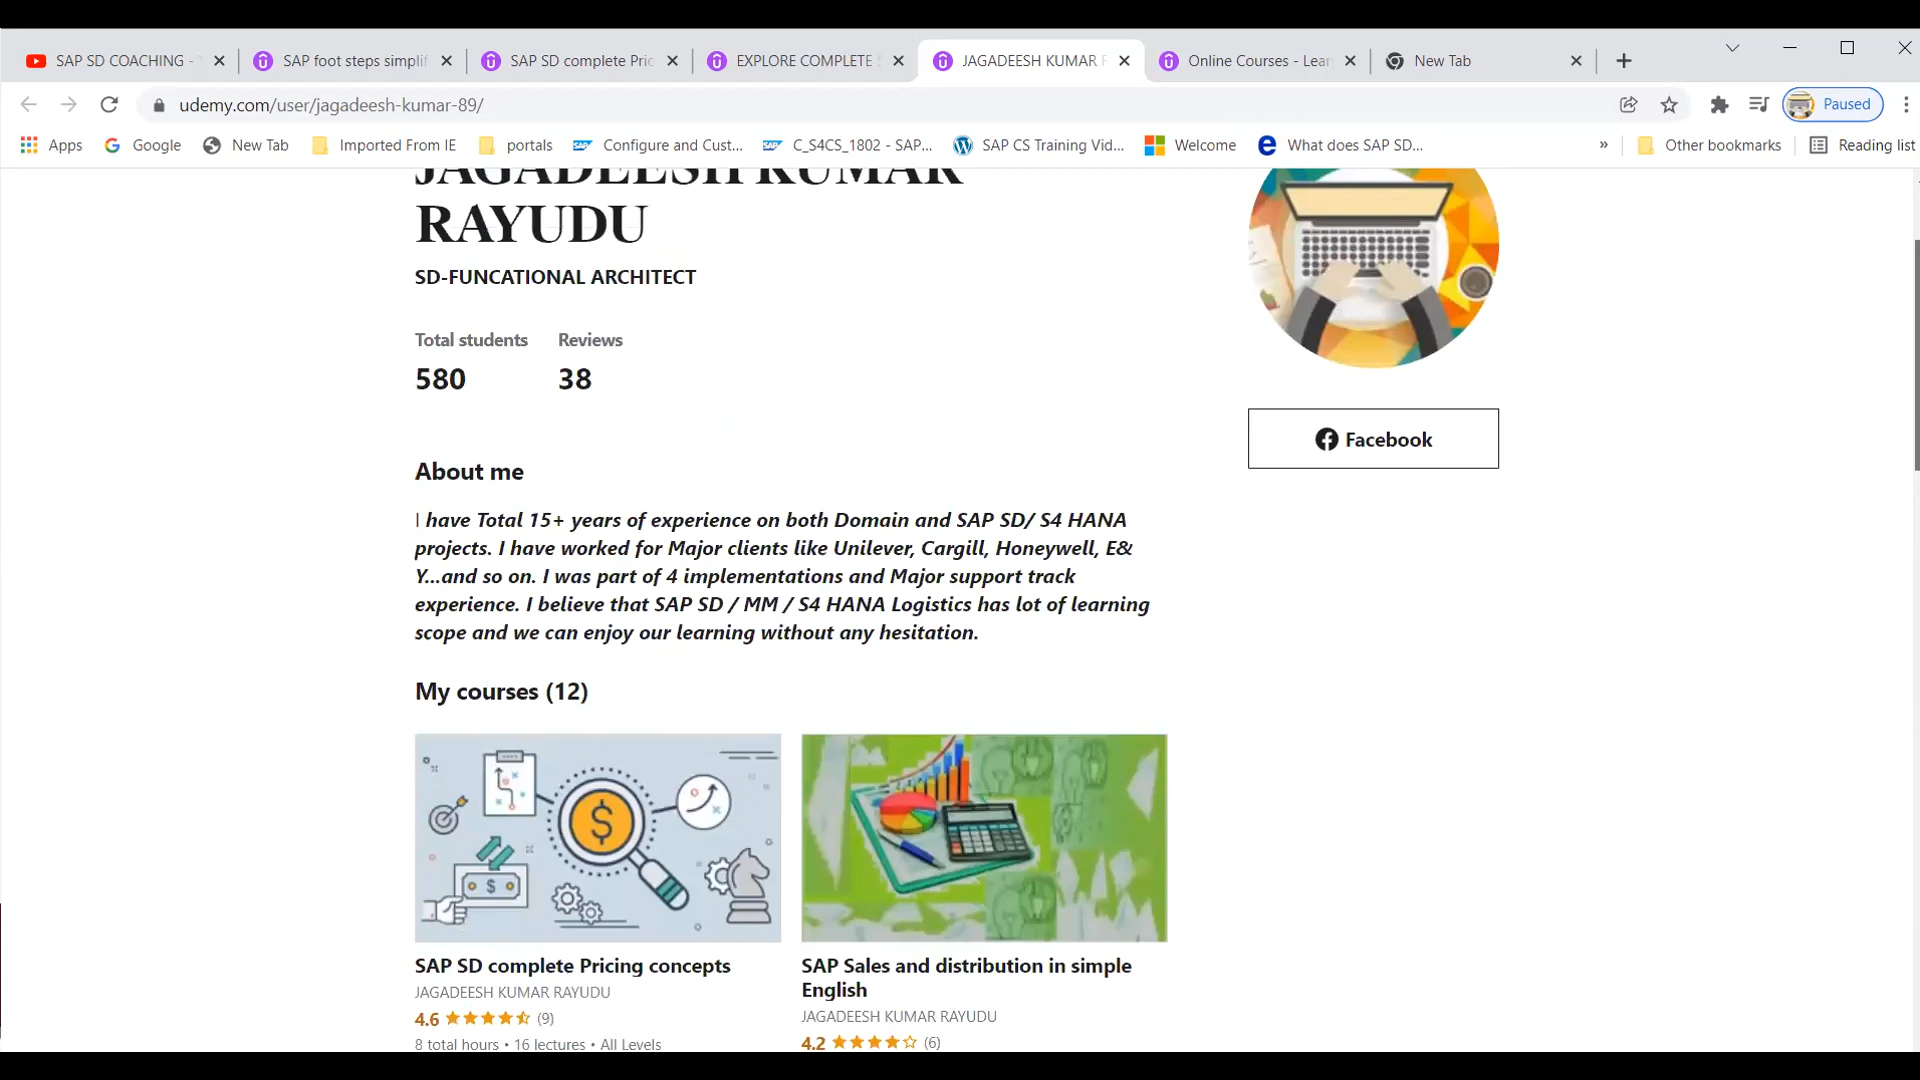 SAP SD COACHING -
SAP foot steps simplif
SAP SD complete Pric
EXPLORE COMPLETE
JAGADEESH KUMAR R
Online Courses - Lear
New Tab
udemy.com/user/jagadeesh-kumar-89/
Paused
Apps
Google
New Tab
Imported From IE
portals
Configure and Cust...
C_S4CS_1802 - SAP...
SAP CS Training Vid...
Welcome
What does SAP SD...
»
Other bookmarks
Reading list
JAGADEESH KUMAR
RAYUDU
SD-FUNCATIONAL ARCHITECT
Total students
Reviews
580
38
Facebook
About me
I have Total 15+ years of experience on both Domain and SAP SD/ S4 HANA
projects. I have worked for Major clients like Unilever, Cargill, Honeywell, E&
Y...and so on. I was part of 4 implementations and Major support track
experience. I believe that SAP SD / MM / S4 HANA Logistics has lot of learning
scope and we can enjoy our learning without any hesitation.
My courses (12)
SAP SD complete Pricing concepts
JAGADEESH KUMAR RAYUDU
4.6 (9)
8 total hours • 16 lectures • All Levels
SAP Sales and distribution in simple
English
JAGADEESH KUMAR RAYUDU
4.2 (6)